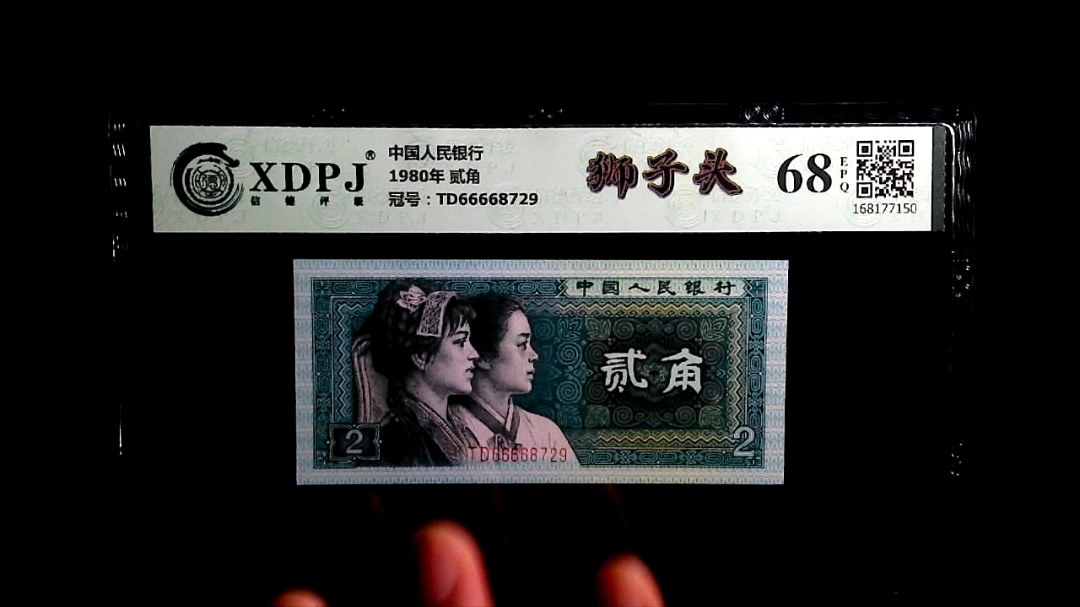 XDPJ®
信德评级
中国人民银行
1980年 贰角
冠号：TD66668729
狮子头
68 EPQ
168177150
中国人民银行
贰角
2
TD66668729
2